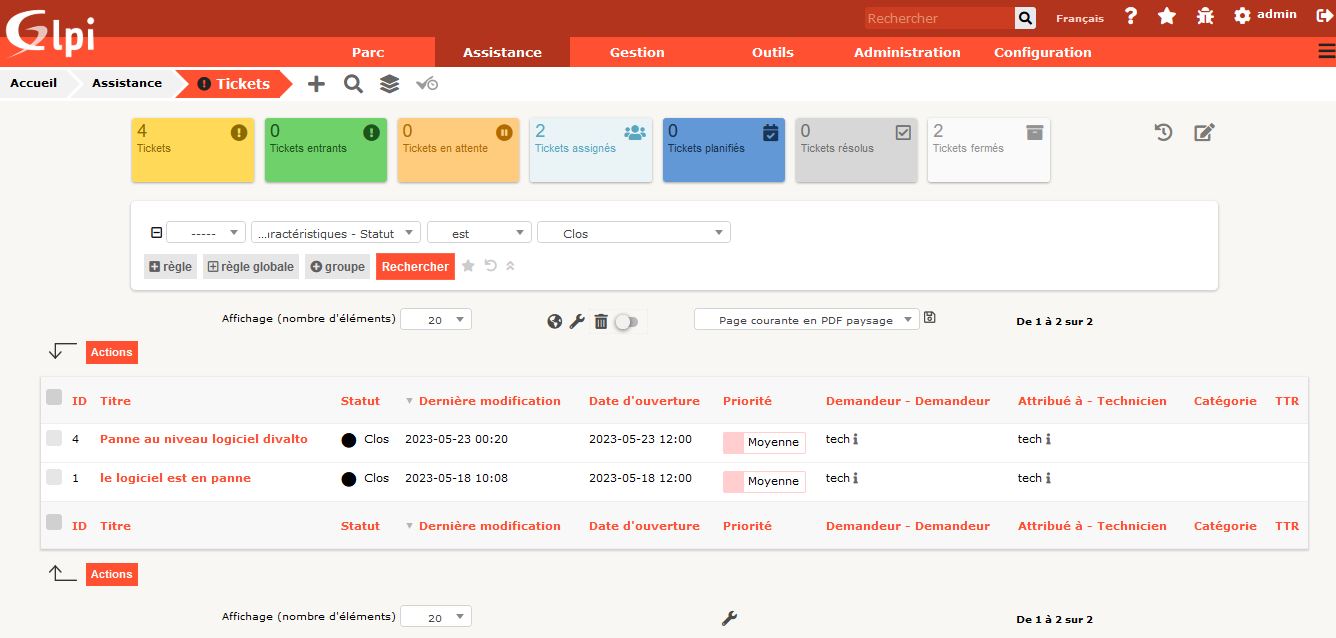 Glpi
Rechercher Français ? admin
Parc Assistance Gestion Outils Administration Configuration
Accueil Assistance Tickets
4 0 0 2 0 0 2
Tickets Tickets entrants Tickets en attente Tickets assignés Tickets planifiés Tickets résolus Tickets fermés
----- ...ractéristiques - Statut est Clos
règle règle globale groupe Rechercher
Affichage (nombre d'éléments) 20 Page courante en PDF paysage De 1 à 2 sur 2
Actions
ID Titre Statut Dernière modification Date d'ouverture Priorité Demandeur - Demandeur Attribué à - Technicien Catégorie TTR
4 Panne au niveau logiciel divalto Clos 2023-05-23 00:20 2023-05-23 12:00 Moyenne tech tech
1 le logiciel est en panne Clos 2023-05-18 10:08 2023-05-18 12:00 Moyenne tech tech
ID Titre Statut Dernière modification Date d'ouverture Priorité Demandeur - Demandeur Attribué à - Technicien Catégorie TTR
Actions
Affichage (nombre d'éléments) 20 De 1 à 2 sur 2